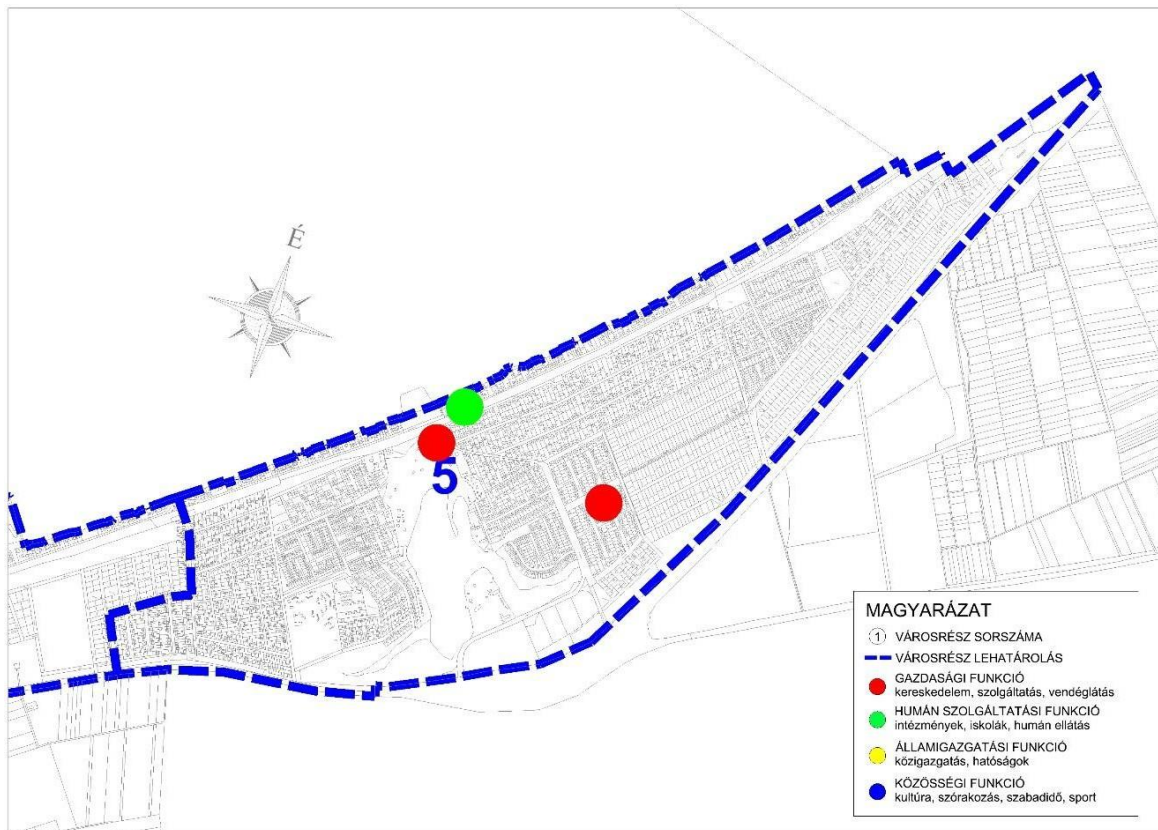 É
5
MAGYARÁZAT
1 VÁROSRÉSZ SORSZÁMA
VÁROSRÉSZ LEHATÁROLÁS
GAZDASÁGI FUNKCIÓ
kereskedelem, szolgáltatás, vendéglátás
HUMÁN SZOLGÁLTATÁSI FUNKCIÓ
intézmények, iskolák, humán ellátás
ÁLLAMIGAZGATÁSI FUNKCIÓ
közigazgatás, hatóságok
KÖZÖSSÉGI FUNKCIÓ
kultúra, szórakozás, szabadidő, sport